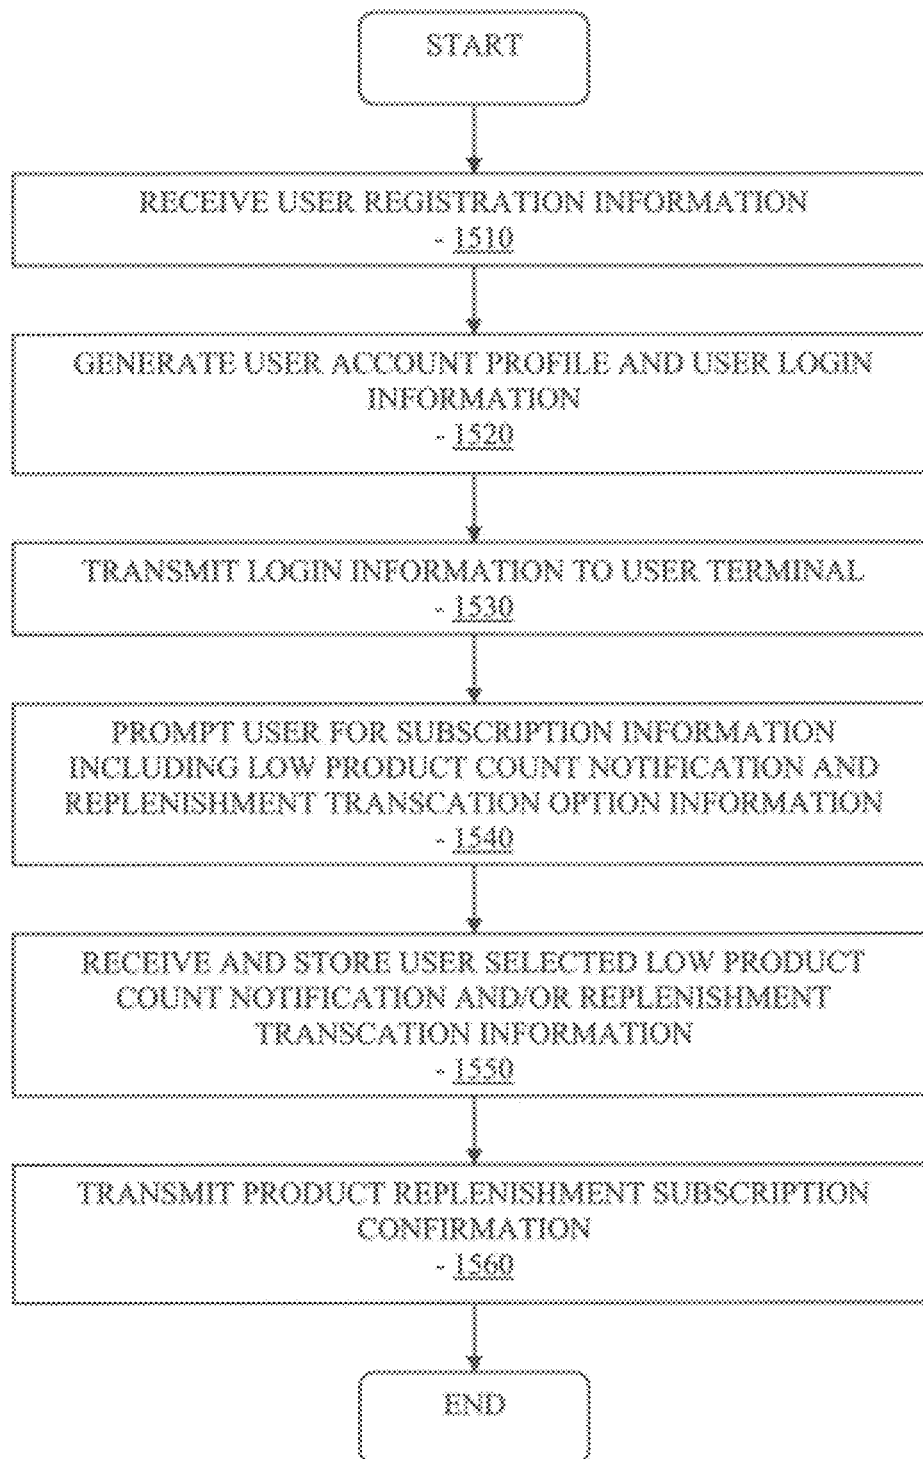 START
RECEIVE USER REGISTRATION INFORMATION
- 1510
GENERATE USER ACCOUNT PROFILE AND USER LOGIN
INFORMATION
- 1520
TRANSMIT LOGIN INFORMATION TO USER TERMINAL
- 1530
PROMPT USER FOR SUBSCRIPTION INFORMATION
INCLUDING LOW PRODUCT COUNT NOTIFICATION AND
REPLENISHMENT TRANSCATION OPTION INFORMATION
- 1540
RECEIVE AND STORE USER SELECTED LOW PRODUCT
COUNT NOTIFICATION AND/OR REPLENISHMENT
TRANSCATION INFORMATION
- 1550
TRANSMIT PRODUCT REPLENISHMENT SUBSCRIPTION
CONFIRMATION
- 1560
END